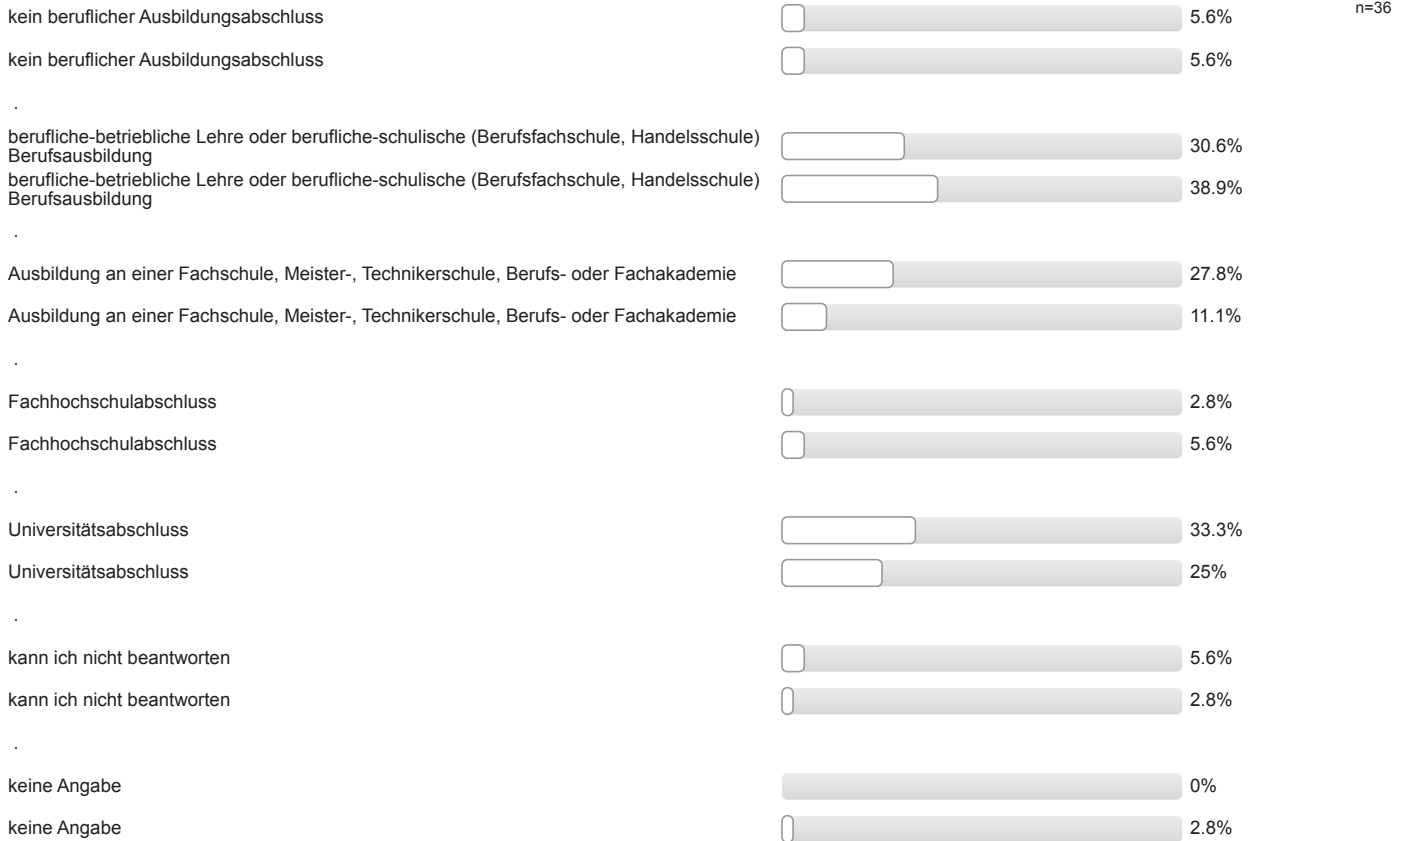 kein beruflicher Ausbildungsabschluss 5.6% n=36
kein beruflicher Ausbildungsabschluss 5.6%
.
berufliche-betriebliche Lehre oder berufliche-schulische (Berufsfachschule, Handelsschule)
Berufsausbildung 30.6%
berufliche-betriebliche Lehre oder berufliche-schulische (Berufsfachschule, Handelsschule)
Berufsausbildung 38.9%
.
Ausbildung an einer Fachschule, Meister-, Technikerschule, Berufs- oder Fachakademie 27.8%
Ausbildung an einer Fachschule, Meister-, Technikerschule, Berufs- oder Fachakademie 11.1%
.
Fachhochschulabschluss 2.8%
Fachhochschulabschluss 5.6%
.
Universitätsabschluss 33.3%
Universitätsabschluss 25%
.
kann ich nicht beantworten 5.6%
kann ich nicht beantworten 2.8%
.
keine Angabe 0%
keine Angabe 2.8%